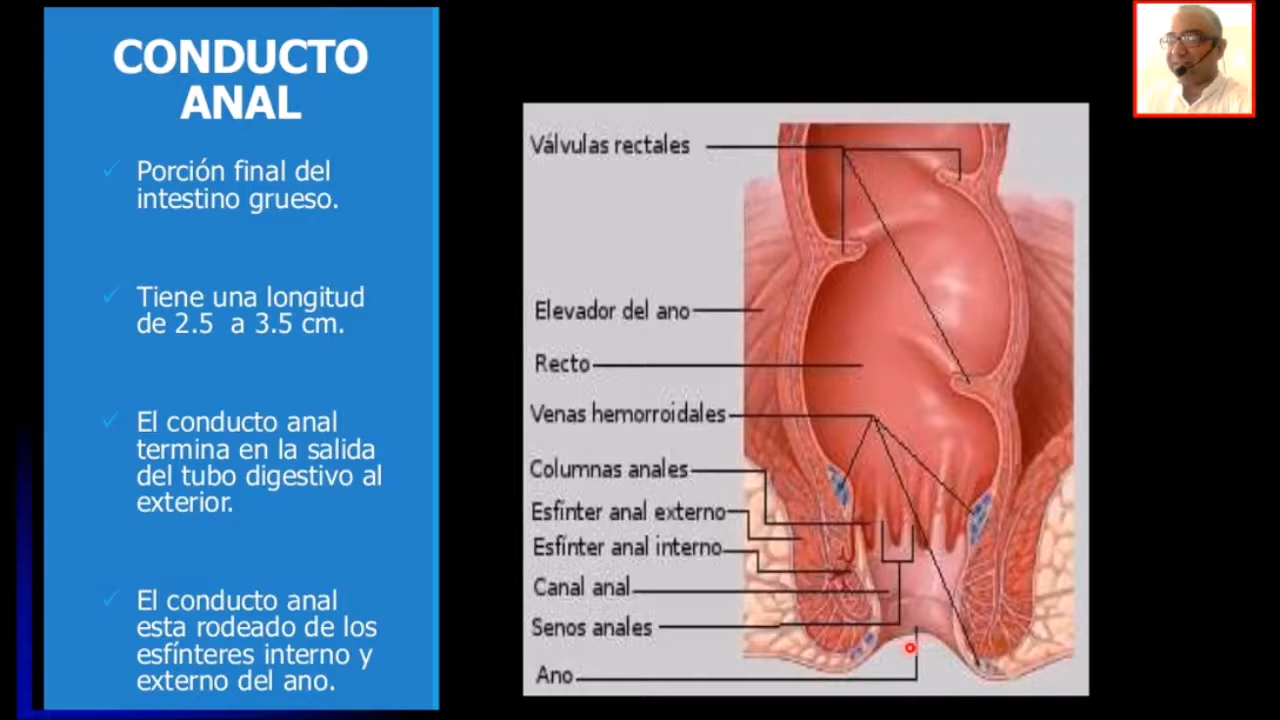 CONDUCTO
ANAL
Porción final del
intestino grueso.
Tiene una longitud
de 2.5 a 3.5 cm.
El conducto anal
termina en la salida
del tubo digestivo al
exterior.
El conducto anal
esta rodeado de los
esfínteres interno y
externo del ano.
Válvulas rectales
Elevador del ano
Recto
Venas hemorroidales
Columnas anales
Esfínter anal externo
Esfínter anal interno
Canal anal
Senos anales
Ano